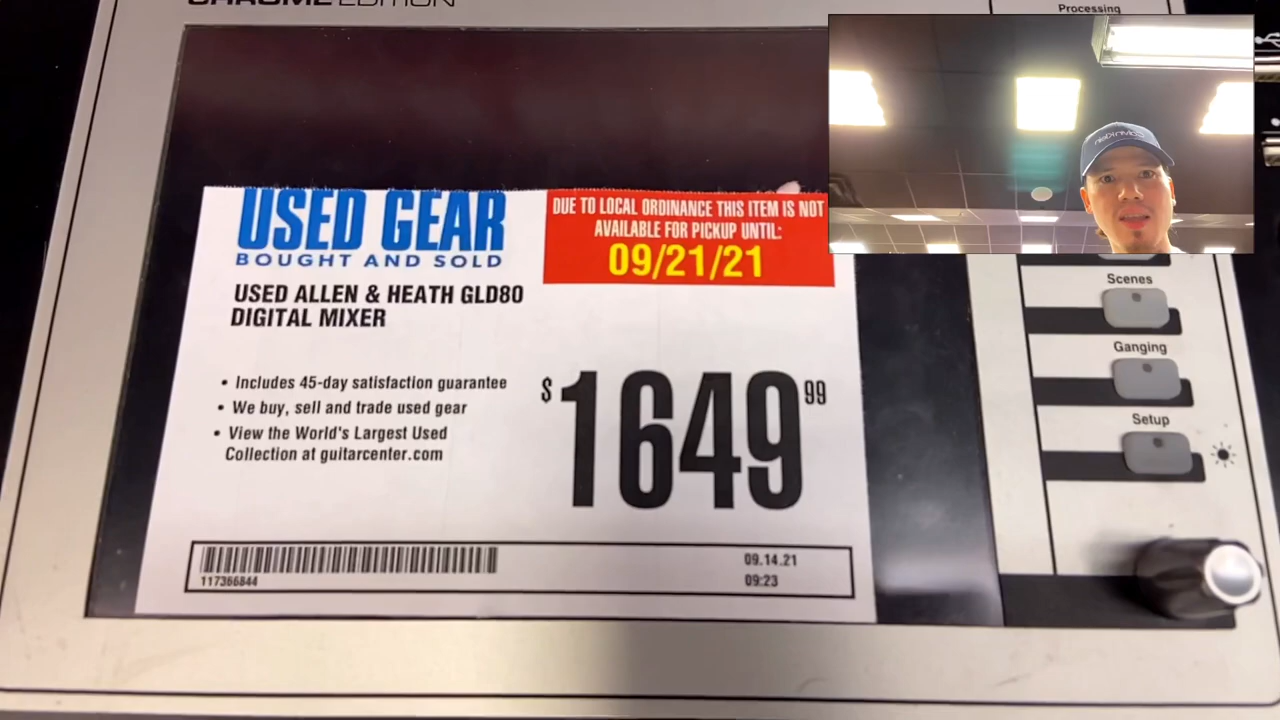 CHROME EDITION
Processing
USED GEAR
BOUGHT AND SOLD
DUE TO LOCAL ORDINANCE THIS ITEM IS NOT
AVAILABLE FOR PICKUP UNTIL:
09/21/21
USED ALLEN & HEATH GLD80
DIGITAL MIXER
• Includes 45-day satisfaction guarantee
• We buy, sell and trade used gear
• View the World's Largest Used
Collection at guitarcenter.com
$1649 99
117366844
09.14.21
09:23
Scenes
Ganging
Setup